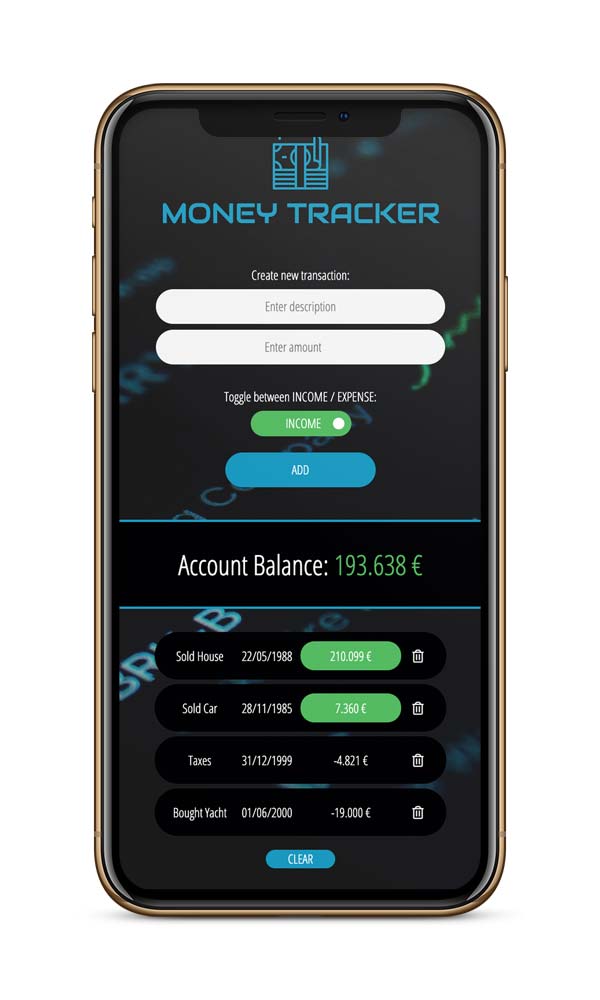 MONEY TRACKER
Create new transaction:
Enter description
Enter amount
Toggle between INCOME / EXPENSE:
INCOME
ADD
Account Balance: 193.638 €
Sold House 22/05/1988 210.099 €
Sold Car 28/11/1985 7.360 €
Taxes 31/12/1999 -4.821 €
Bought Yacht 01/06/2000 -19.000 €
CLEAR